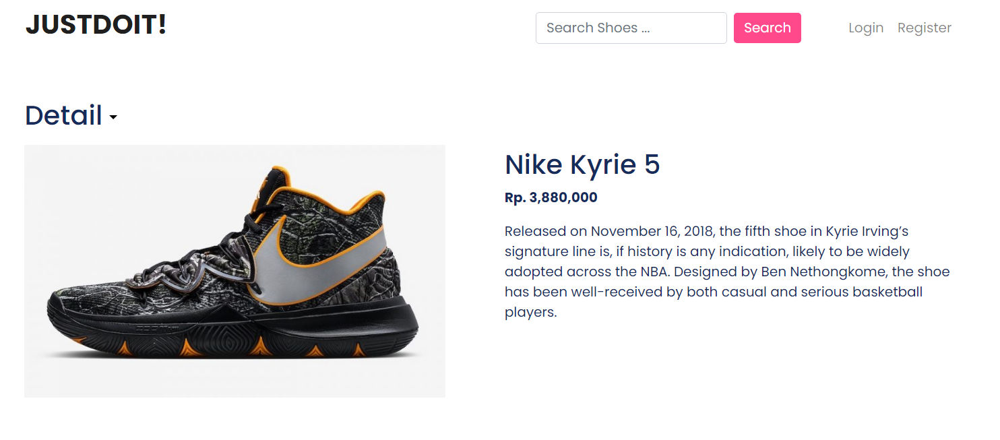 JUSTDOIT!
Search Shoes ...
Search
Login
Register
Detail
Nike Kyrie 5
Rp. 3,880,000
Released on November 16, 2018, the fifth shoe in Kyrie Irving’s
signature line is, if history is any indication, likely to be widely
adopted across the NBA. Designed by Ben Nethongkome, the shoe
has been well-received by both casual and serious basketball
players.